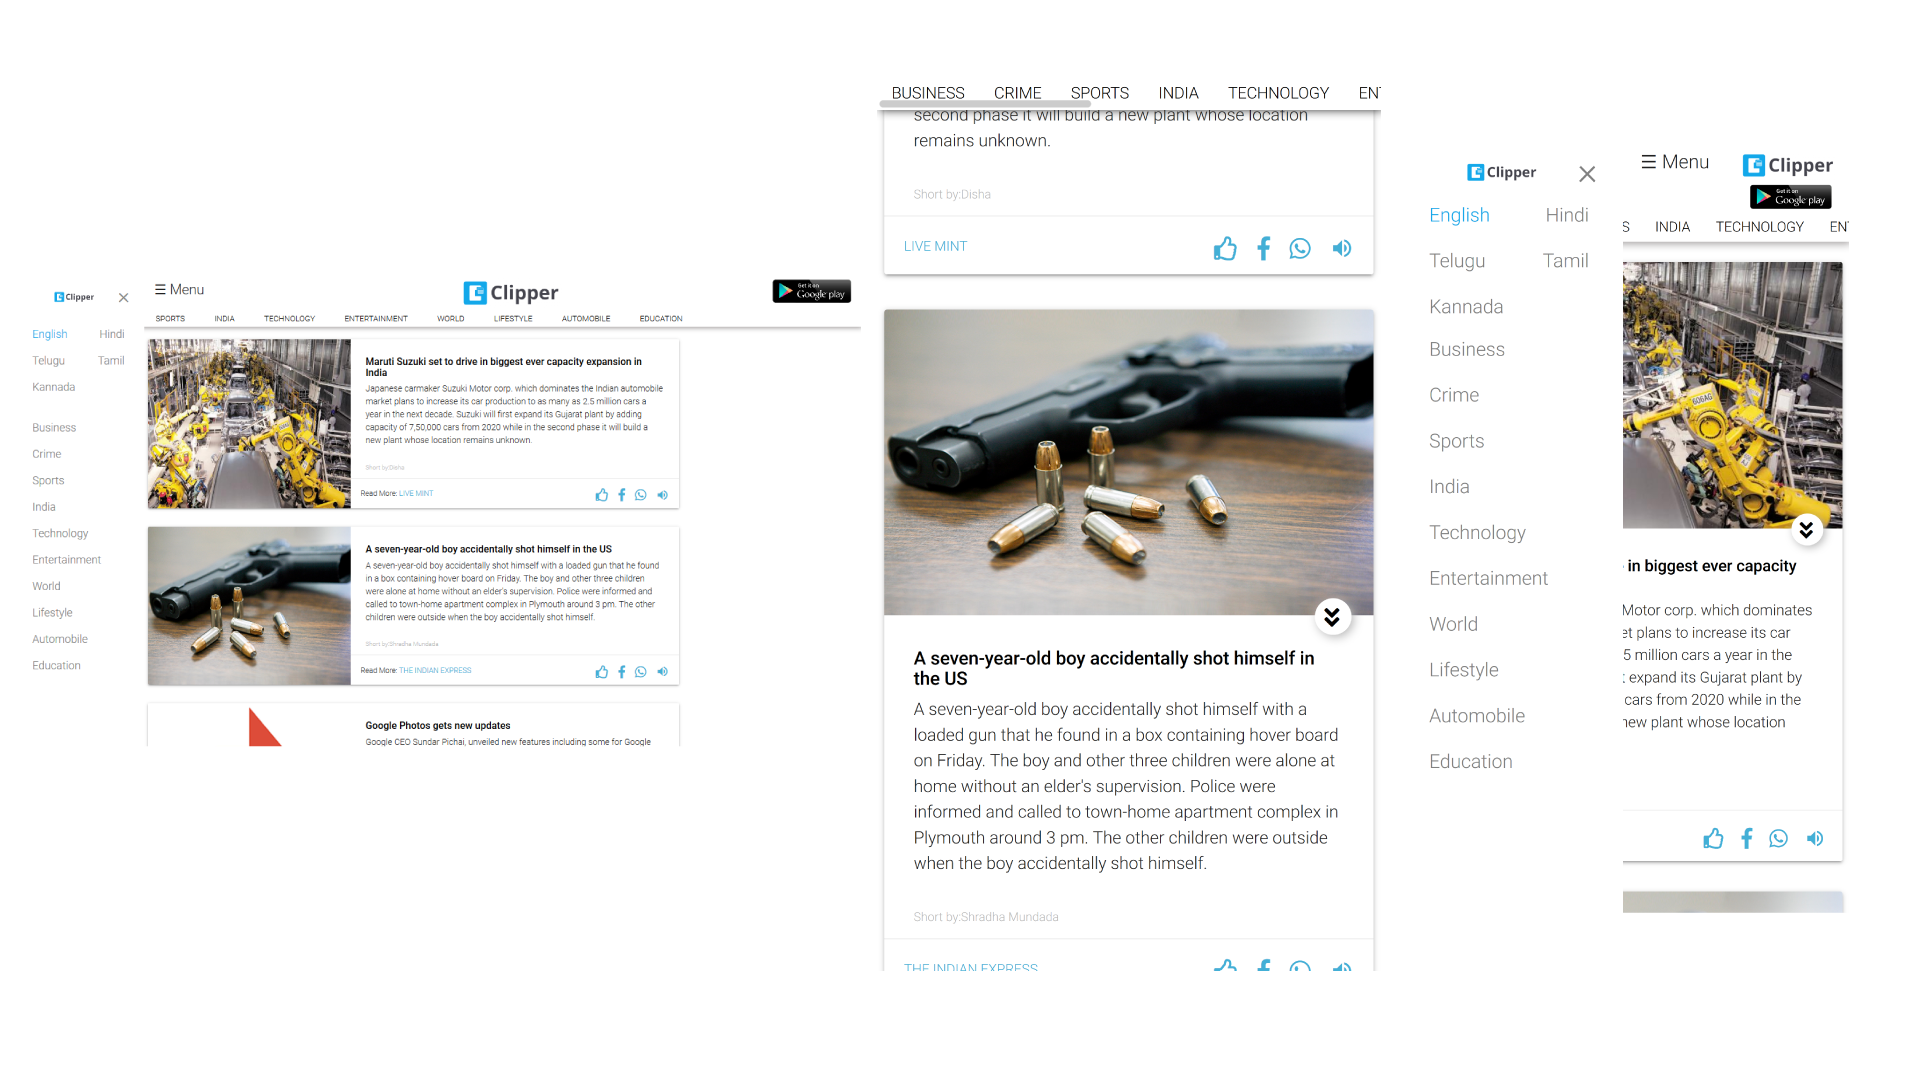 Clipper ×
English Hindi
Telugu Tamil
Kannada
Business
Crime
Sports
India
Technology
Entertainment
World
Lifestyle
Automobile
Education
☰ Menu
Clipper
Get it on
Google play
SPORTS INDIA TECHNOLOGY ENTERTAINMENT WORLD LIFESTYLE AUTOMOBILE EDUCATION
Maruti Suzuki set to drive in biggest ever capacity expansion in
India
Japanese carmaker Suzuki Motor corp. which dominates the Indian automobile
market plans to increase its car production to as many as 2.5 million cars a
year in the next decade. Suzuki will first expand its Gujarat plant by adding
capacity of 7,50,000 cars from 2020 while in the second phase it will build a
new plant whose location remains unknown.
Short by:Disha
Read More: LIVE MINT
A seven-year-old boy accidentally shot himself in the US
A seven-year-old boy accidentally shot himself with a loaded gun that he found
in a box containing hover board on Friday. The boy and other three children
were alone at home without an elder's supervision. Police were informed and
called to town-home apartment complex in Plymouth around 3 pm. The other
children were outside when the boy accidentally shot himself.
Short by:Shradha Mundada
Read More: THE INDIAN EXPRESS
Google Photos gets new updates
Google CEO Sundar Pichai, unveiled new features including some for Google
BUSINESS CRIME SPORTS INDIA TECHNOLOGY EN
second phase it will build a new plant whose location
remains unknown.
Short by:Disha
LIVE MINT
A seven-year-old boy accidentally shot himself in
the US
A seven-year-old boy accidentally shot himself with a
loaded gun that he found in a box containing hover board
on Friday. The boy and other three children were alone at
home without an elder's supervision. Police were
informed and called to town-home apartment complex in
Plymouth around 3 pm. The other children were outside
when the boy accidentally shot himself.
Short by:Shradha Mundada
THE INDIAN EXPRESS
Clipper ×
English Hindi
Telugu Tamil
Kannada
Business
Crime
Sports
India
Technology
Entertainment
World
Lifestyle
Automobile
Education
☰ Menu
Clipper
Get it on
Google play
S INDIA TECHNOLOGY EN
606AG
in biggest ever capacity
Motor corp. which dominates
et plans to increase its car
5 million cars a year in the
expand its Gujarat plant by
cars from 2020 while in the
new plant whose location